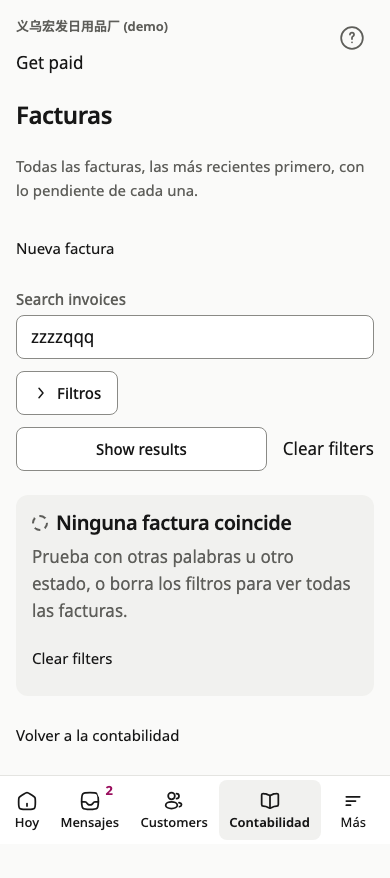 义乌宏发日用品厂 (demo)
Get paid
Facturas
Todas las facturas, las más recientes primero, con
lo pendiente de cada una.
Nueva factura
Search invoices
zzzzqqq
Filtros
Show results
Clear filters
Ninguna factura coincide
Prueba con otras palabras u otro
estado, o borra los filtros para ver todas
las facturas.
Clear filters
Volver a la contabilidad
2
Hoy
Mensajes
Customers
Contabilidad
Más